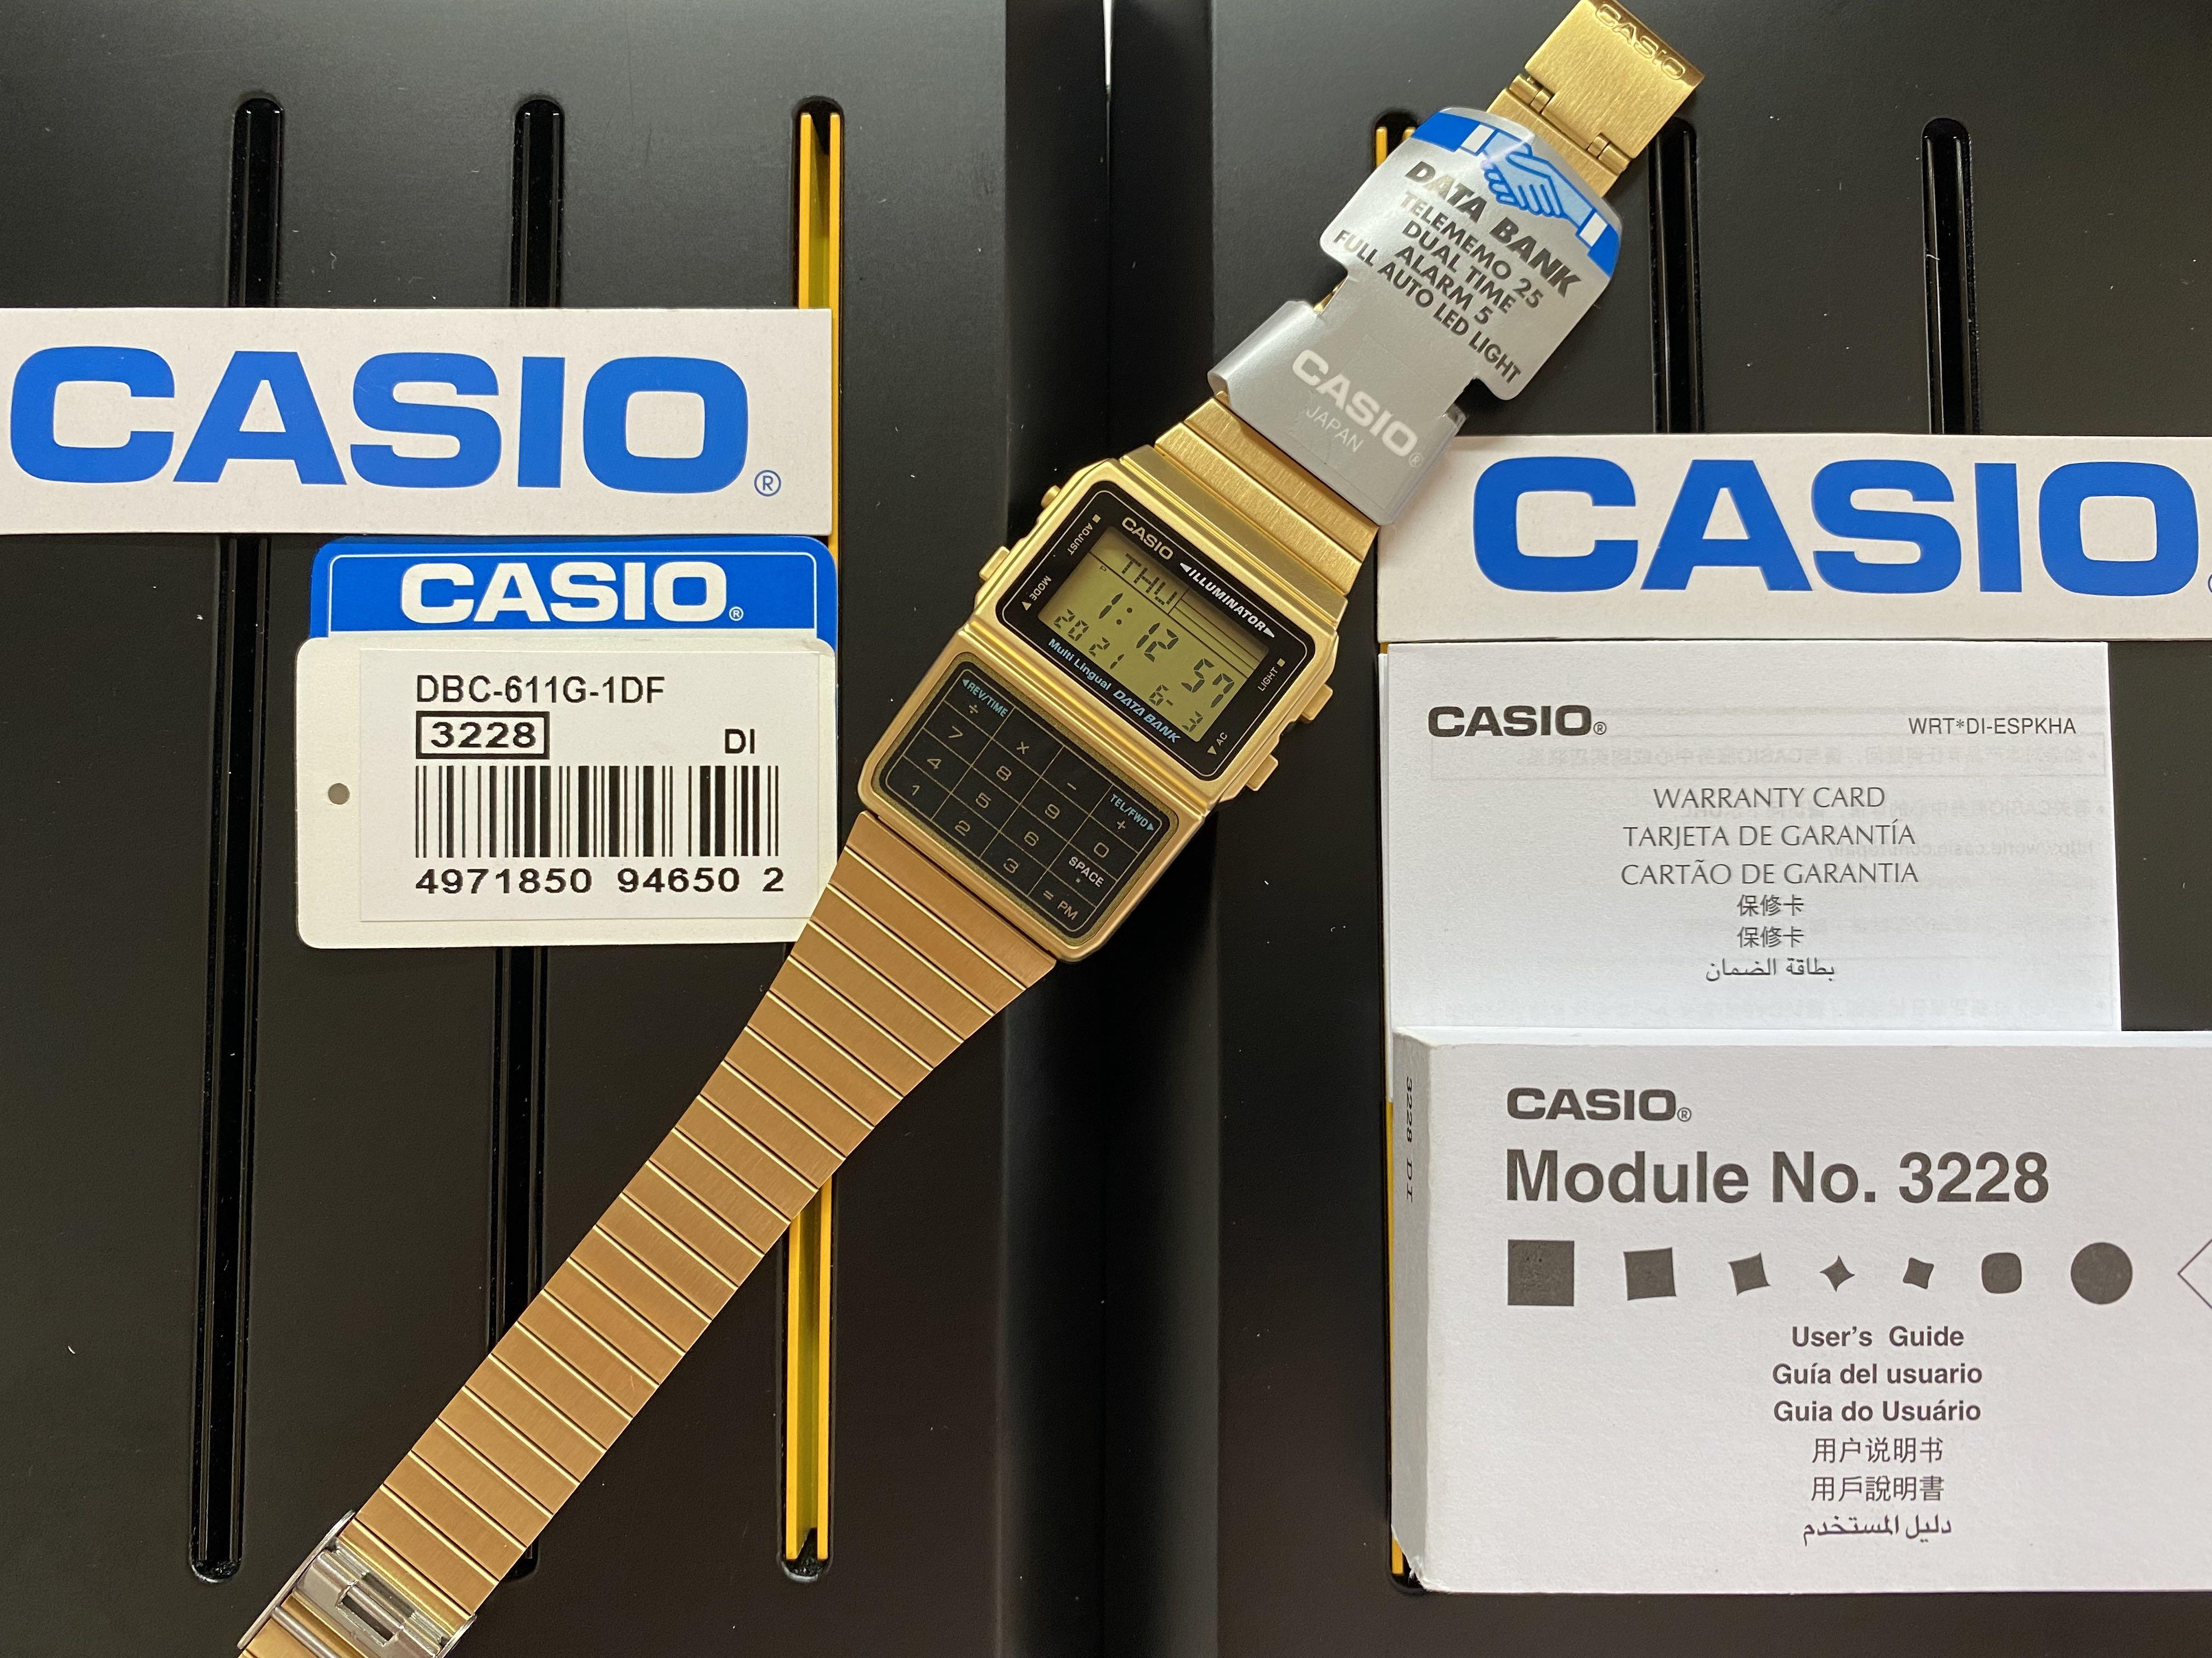 CASIO®
CASIO®
DBC-611G-1DF
3228
DI
4971850 94650 2
CASIO
DATA BANK
TELEMEMO 25
DUAL TIME
ALARM 5
FULL AUTO LED LIGHT
CASIO®
JAPAN
CASIO
◀ILLUMINATOR▶
ADJUST
MODE
LIGHT
AC
THU
1:12 57
2021 6-3
Multi Lingual DATA BANK
◀REV/TIME
TEL/FWD▶
÷ × - +
7 8 9 0
4 5 6 SPACE .
1 2 3 = PM
CASIO
CASIO®
WRT*DI-ESPKHA
WARRANTY CARD
TARJETA DE GARANTÍA
CARTÃO DE GARANTIA
保修卡
保修卡
بطاقة الضمان
3228 DI
CASIO®
Module No. 3228
User's Guide
Guía del usuario
Guia do Usuário
用户说明书
用戶說明書
دليل المستخدم